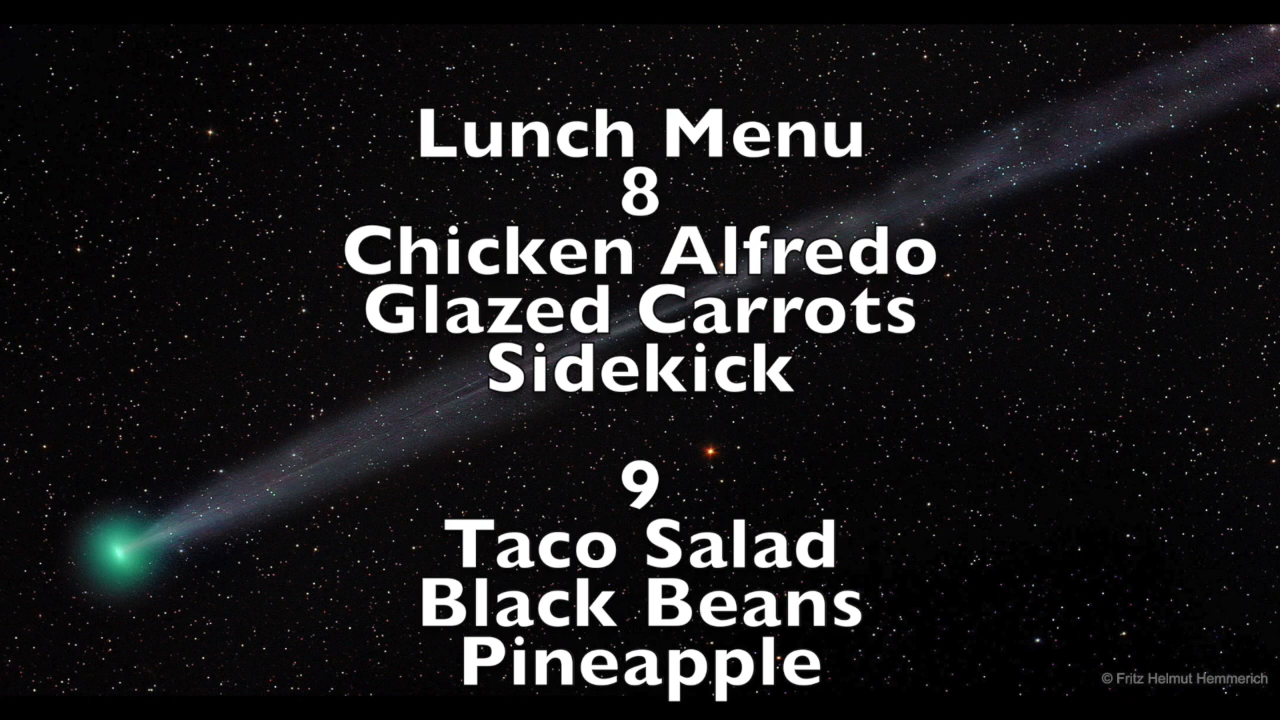 Lunch Menu
8
Chicken Alfredo
Glazed Carrots
Sidekick
9
Taco Salad
Black Beans
Pineapple
© Fritz Helmut Hemmerich